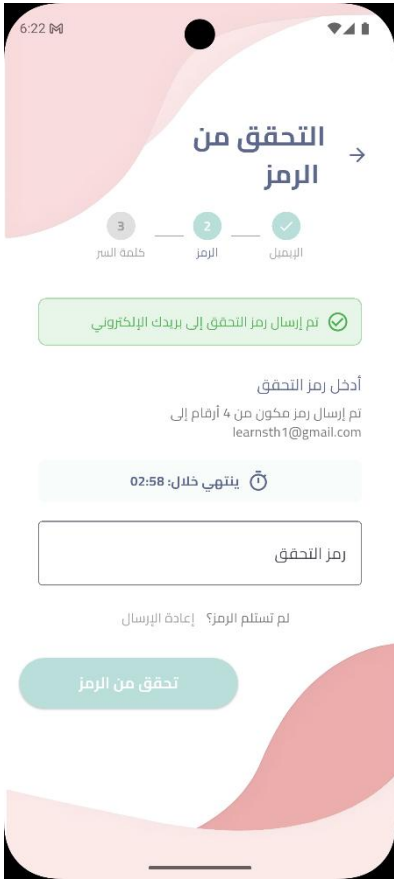 6:22
التحقق من
الرمز
2
3
الإيميل
الرمز
كلمة السر
تم إرسال رمز التحقق إلى بريدك الإلكتروني
أدخل رمز التحقق
تم إرسال رمز مكون من 4 أرقام إلى
learnsth1@gmail.com
ينتهي خلال: 02:58
رمز التحقق
لم تستلم الرمز؟ إعادة الإرسال
تحقق من الرمز